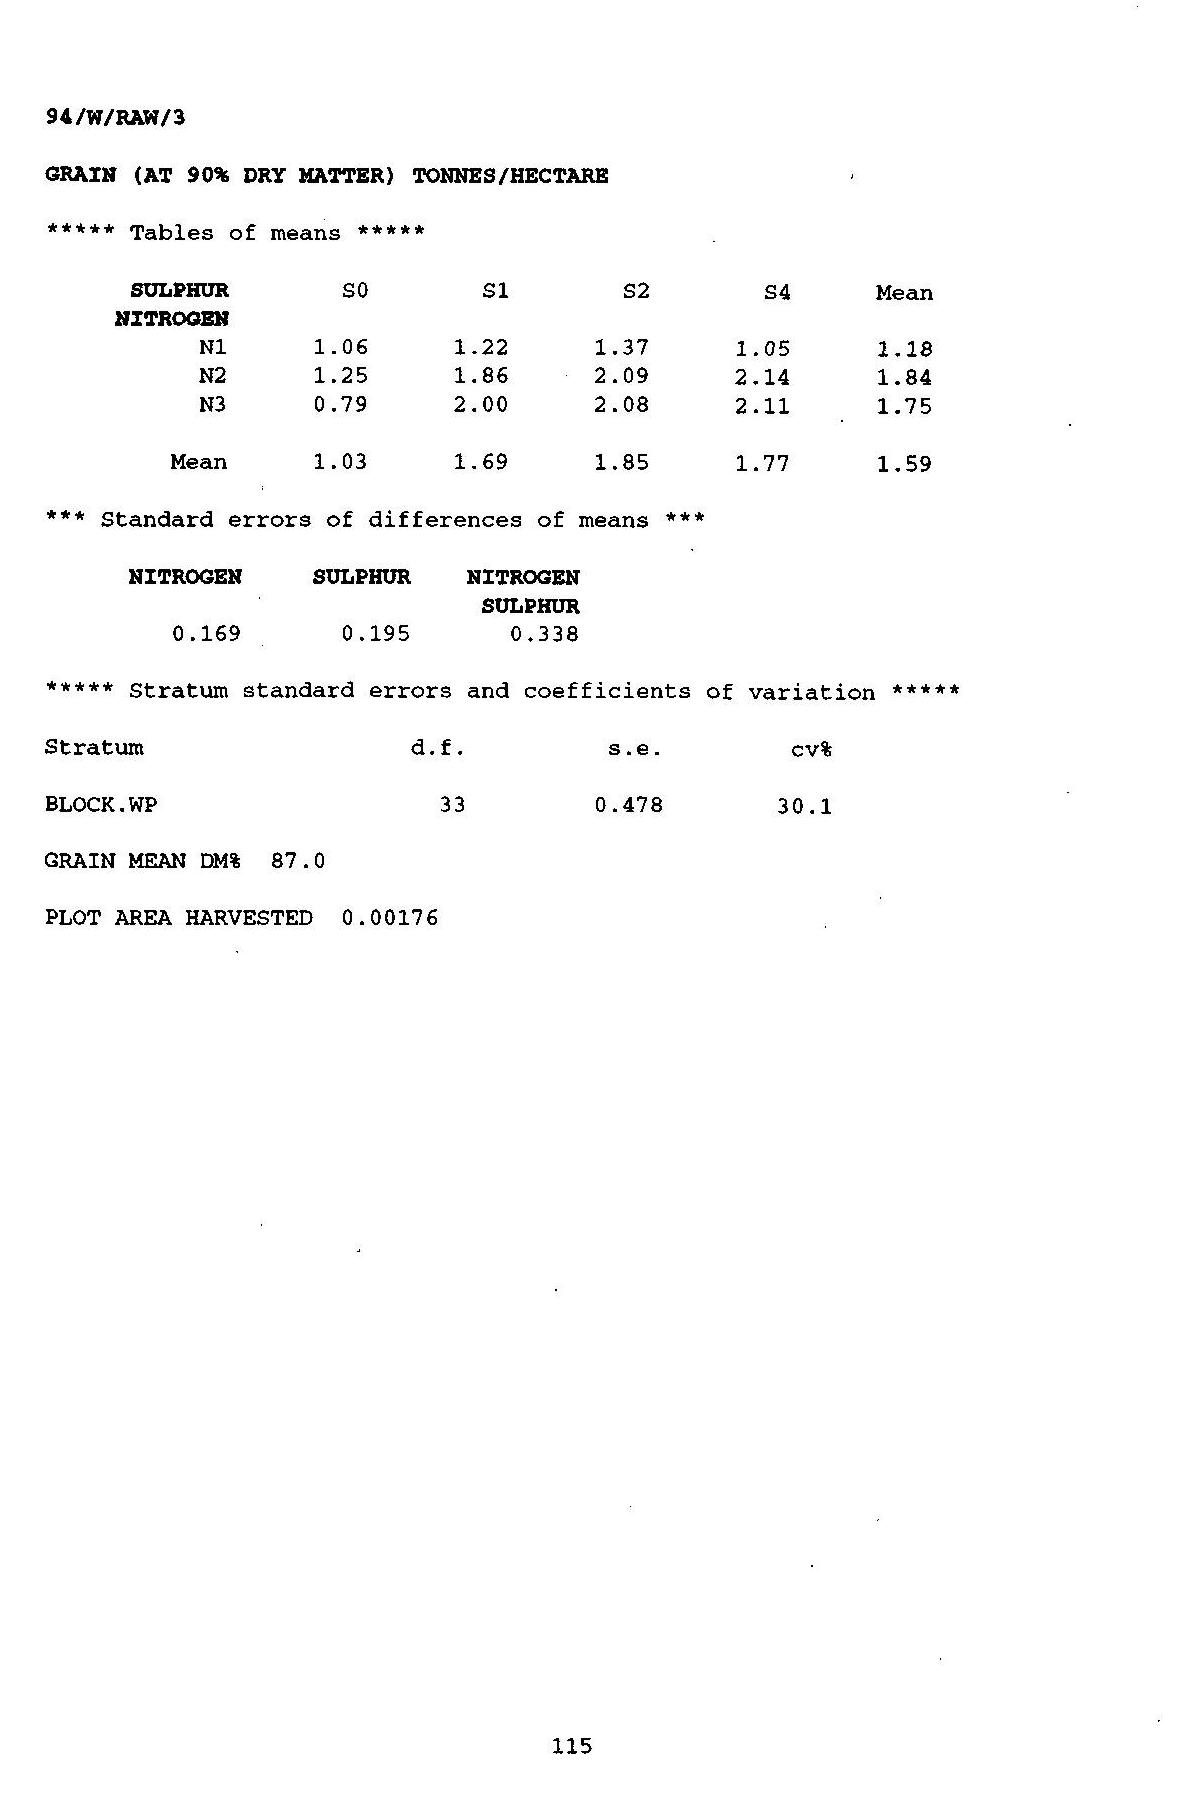 94/W/RAW/3
GRAIN (AT 90% DRY MATTER) TONNES/HECTARE
***** Tables of means *****
SULPHUR S0 S1 S2 S4 Mean
NITROGEN
N1 1.06 1.22 1.37 1.05 1.18
N2 1.25 1.86 2.09 2.14 1.84
N3 0.79 2.00 2.08 2.11 1.75
Mean 1.03 1.69 1.85 1.77 1.59
*** Standard errors of differences of means ***
NITROGEN SULPHUR NITROGEN
SULPHUR
0.169 0.195 0.338
***** Stratum standard errors and coefficients of variation *****
Stratum d.f. s.e. cv%
BLOCK.WP 33 0.478 30.1
GRAIN MEAN DM% 87.0
PLOT AREA HARVESTED 0.00176
115